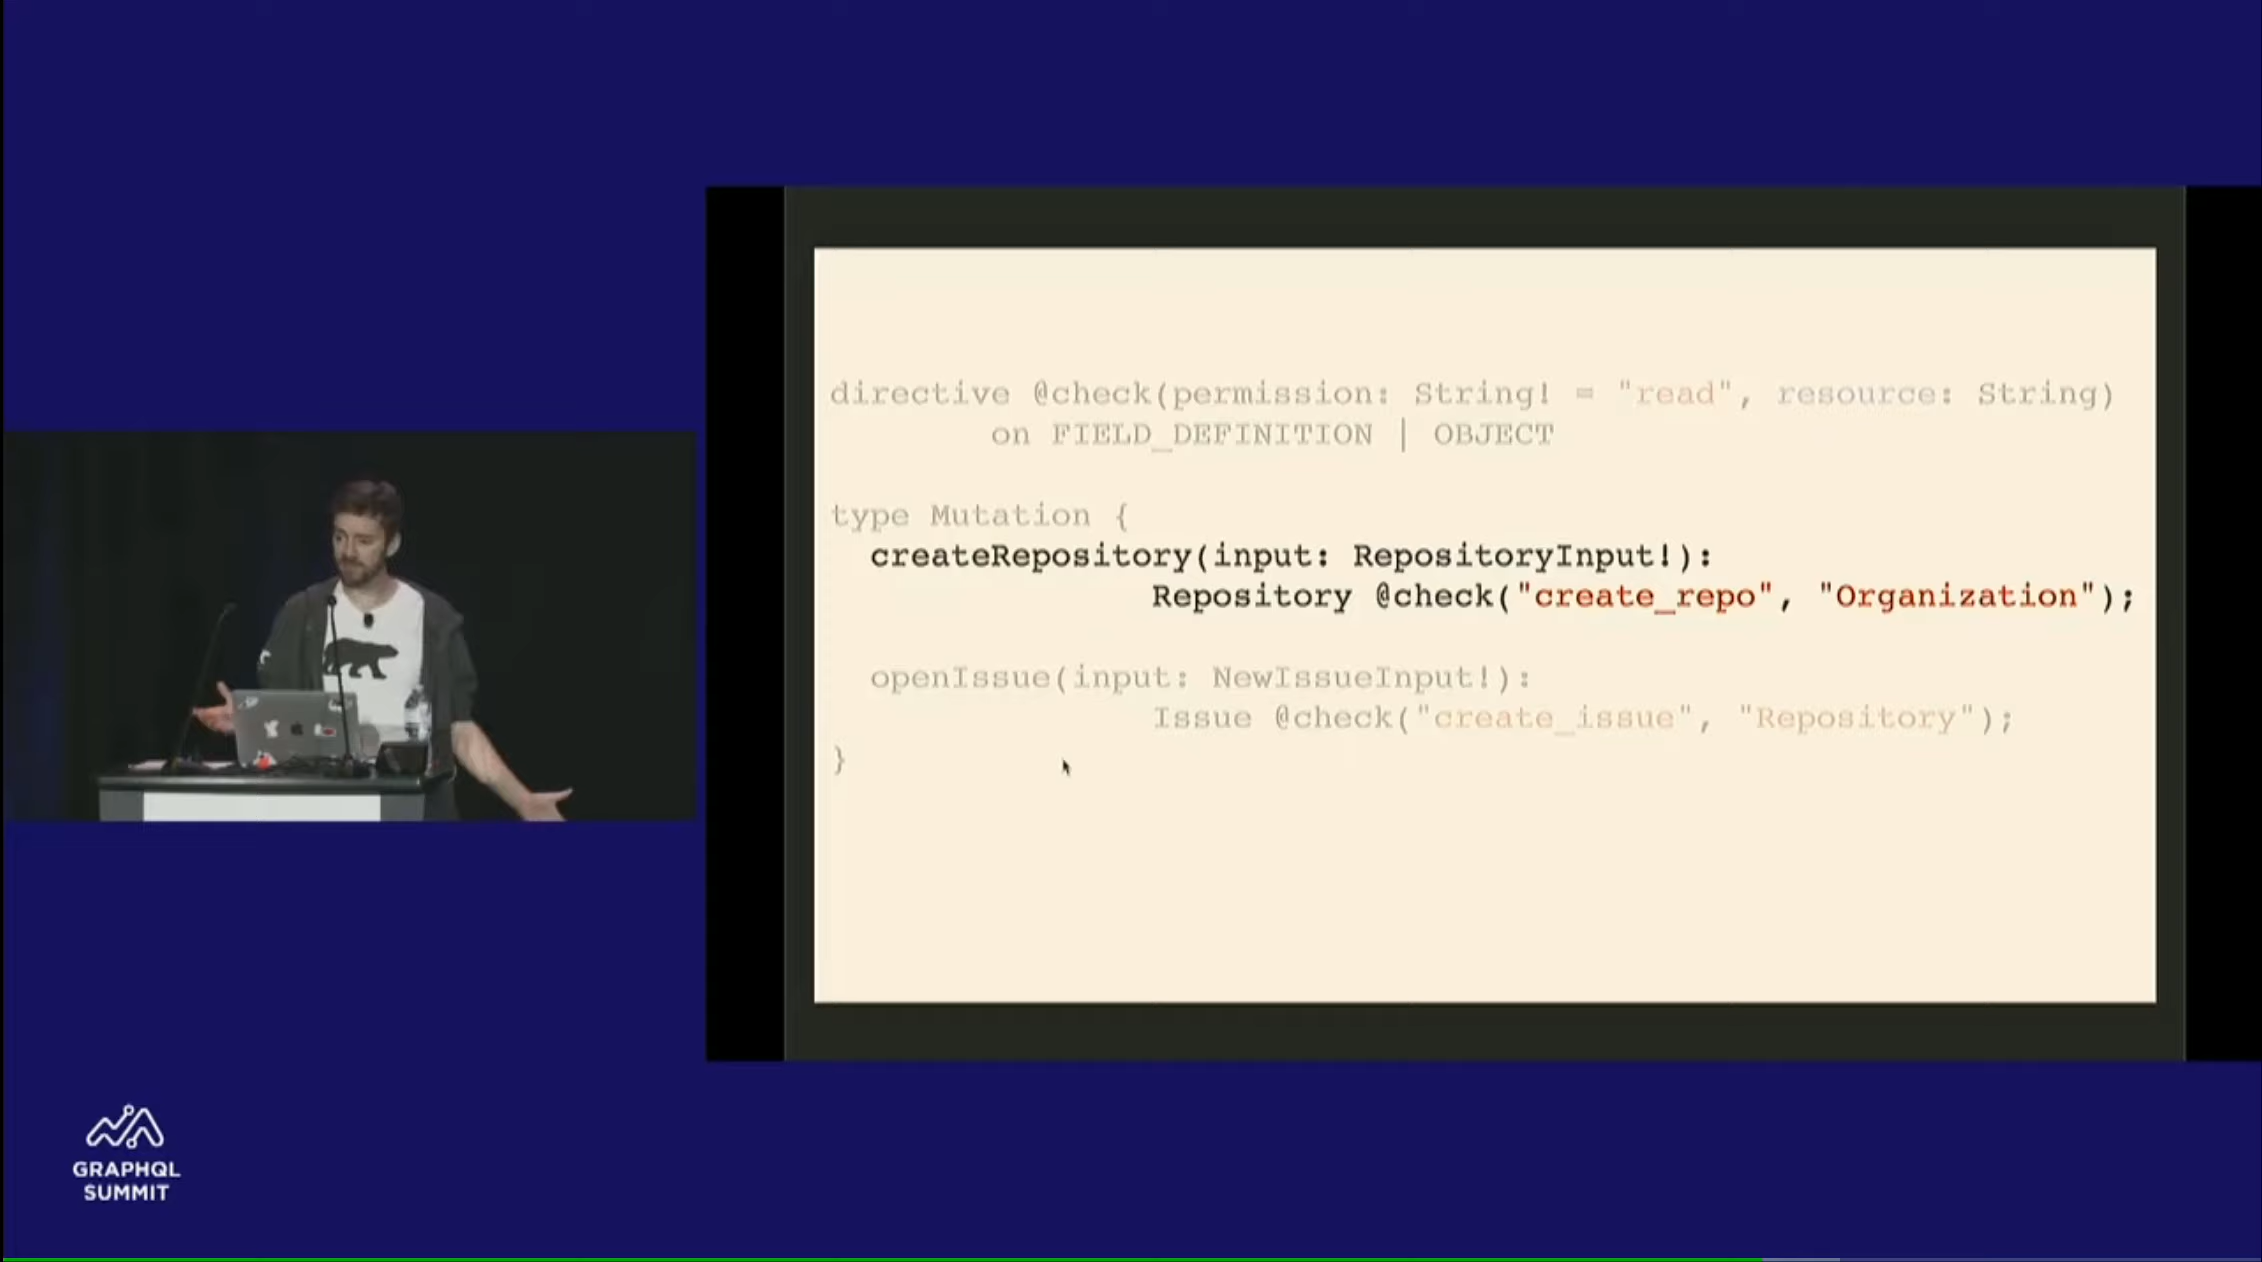 directive @check(permission: String! = "read", resource: String)
on FIELD_DEFINITION | OBJECT
type Mutation {
createRepository(input: RepositoryInput!):
Repository @check("create_repo", "Organization");
openIssue(input: NewIssueInput!):
Issue @check("create_issue", "Repository");
}
GRAPHQL
SUMMIT